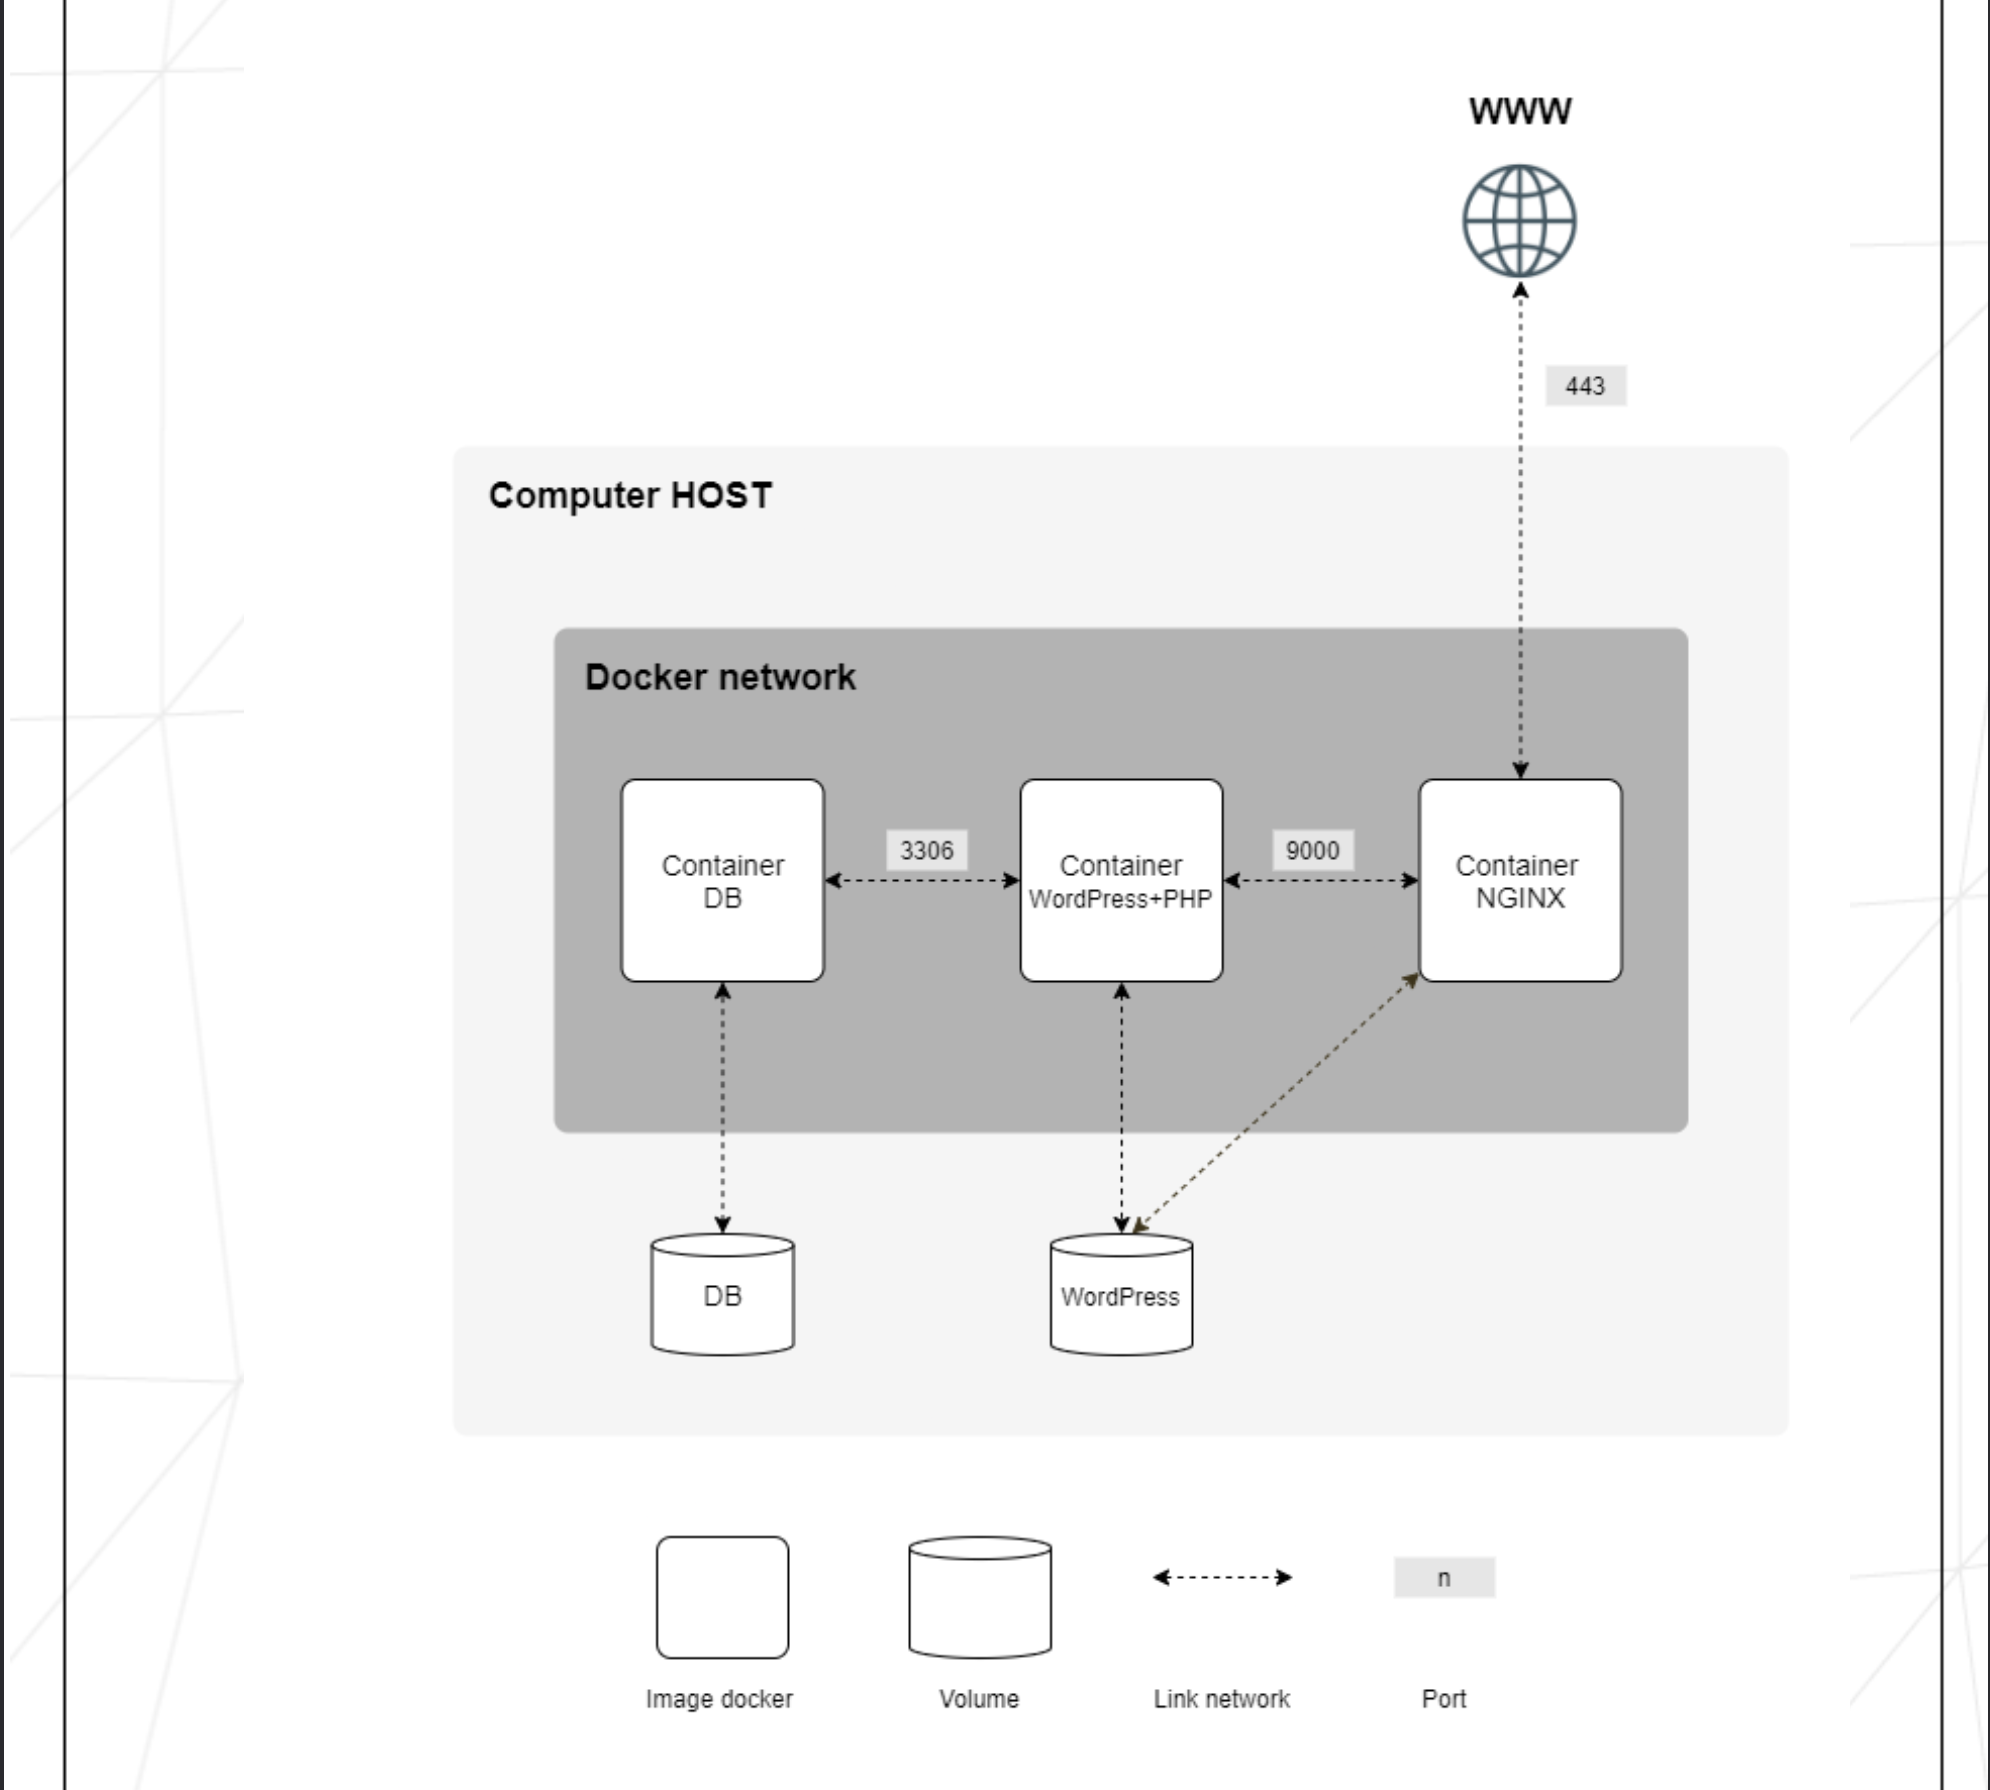 WWW
443
Computer HOST
Docker network
3306
9000
Container
DB
Container
WordPress+PHP
Container
NGINX
DB
WordPress
n
Image docker
Volume
Link network
Port